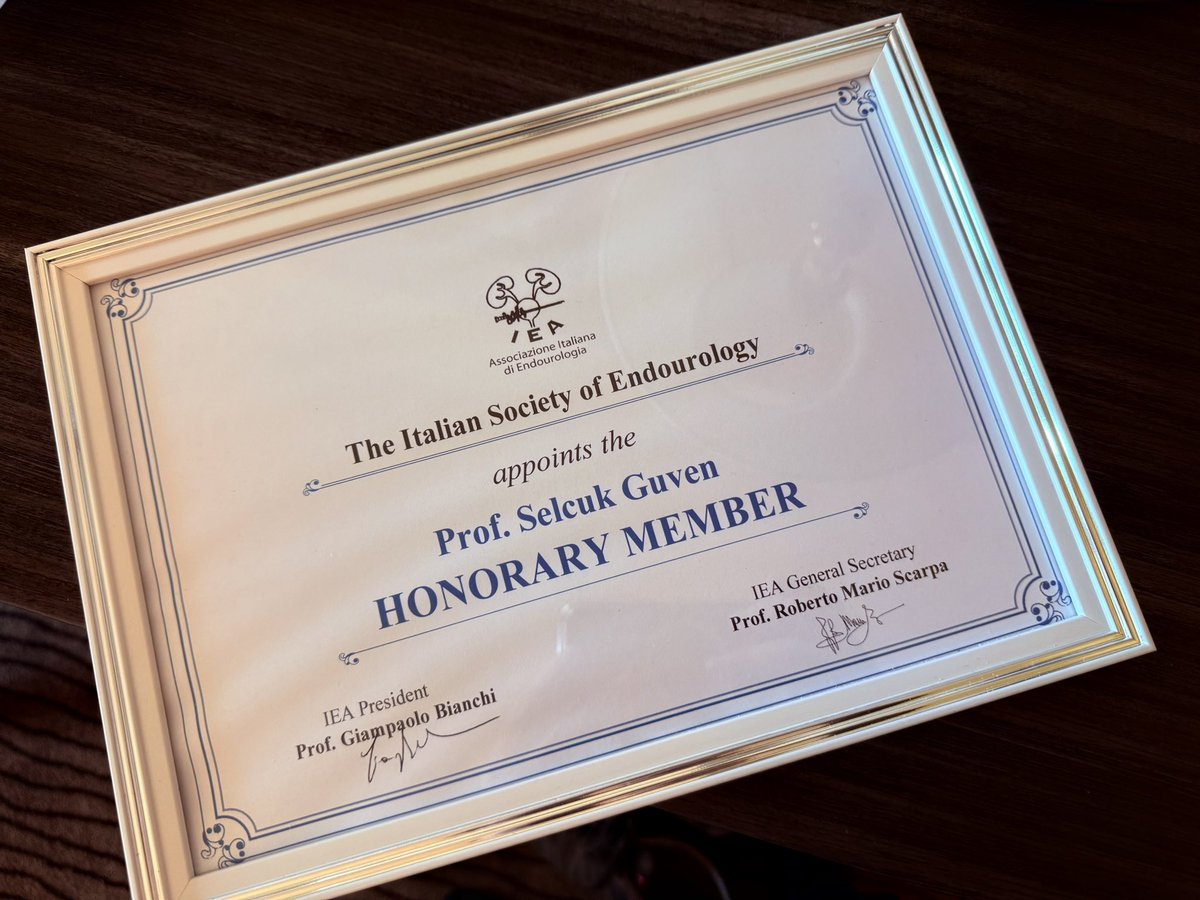 IEA
Associazione Italiana
di Endourologia
The Italian Society of Endourology
appoints the
Prof. Selcuk Guven
HONORARY MEMBER
IEA General Secretary
Prof. Roberto Mario Scarpa
IEA President
Prof. Giampaolo Bianchi